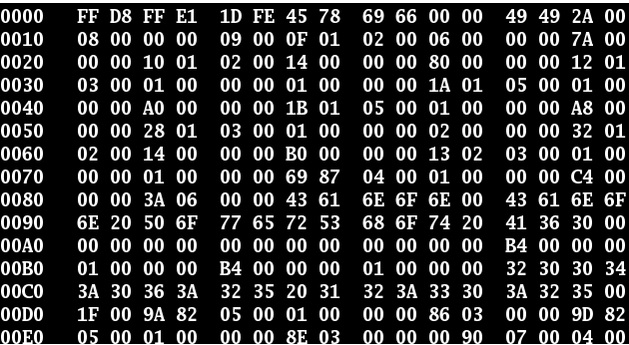 0000 FF D8 FF E1 1D FE 45 78 69 66 00 00 49 49 2A 00
0010 08 00 00 00 09 00 0F 01 02 00 06 00 00 00 7A 00
0020 00 00 10 01 02 00 14 00 00 00 80 00 00 00 12 01
0030 03 00 01 00 00 00 01 00 00 00 1A 01 05 00 01 00
0040 00 00 A0 00 00 00 1B 01 05 00 01 00 00 00 A8 00
0050 00 00 28 01 03 00 01 00 00 00 02 00 00 00 32 01
0060 02 00 14 00 00 00 B0 00 00 00 13 02 03 00 01 00
0070 00 00 01 00 00 00 69 87 04 00 01 00 00 00 C4 00
0080 00 00 3A 06 00 00 43 61 6E 6F 6E 00 43 61 6E 6F
0090 6E 20 50 6F 77 65 72 53 68 6F 74 20 41 36 30 00
00A0 00 00 00 00 00 00 00 00 00 00 00 00 B4 00 00 00
00B0 01 00 00 00 B4 00 00 00 01 00 00 00 32 30 30 34
00C0 3A 30 36 3A 32 35 20 31 32 3A 33 30 3A 32 35 00
00D0 1F 00 9A 82 05 00 01 00 00 00 86 03 00 00 9D 82
00E0 05 00 01 00 00 00 8E 03 00 00 00 90 07 00 04 00